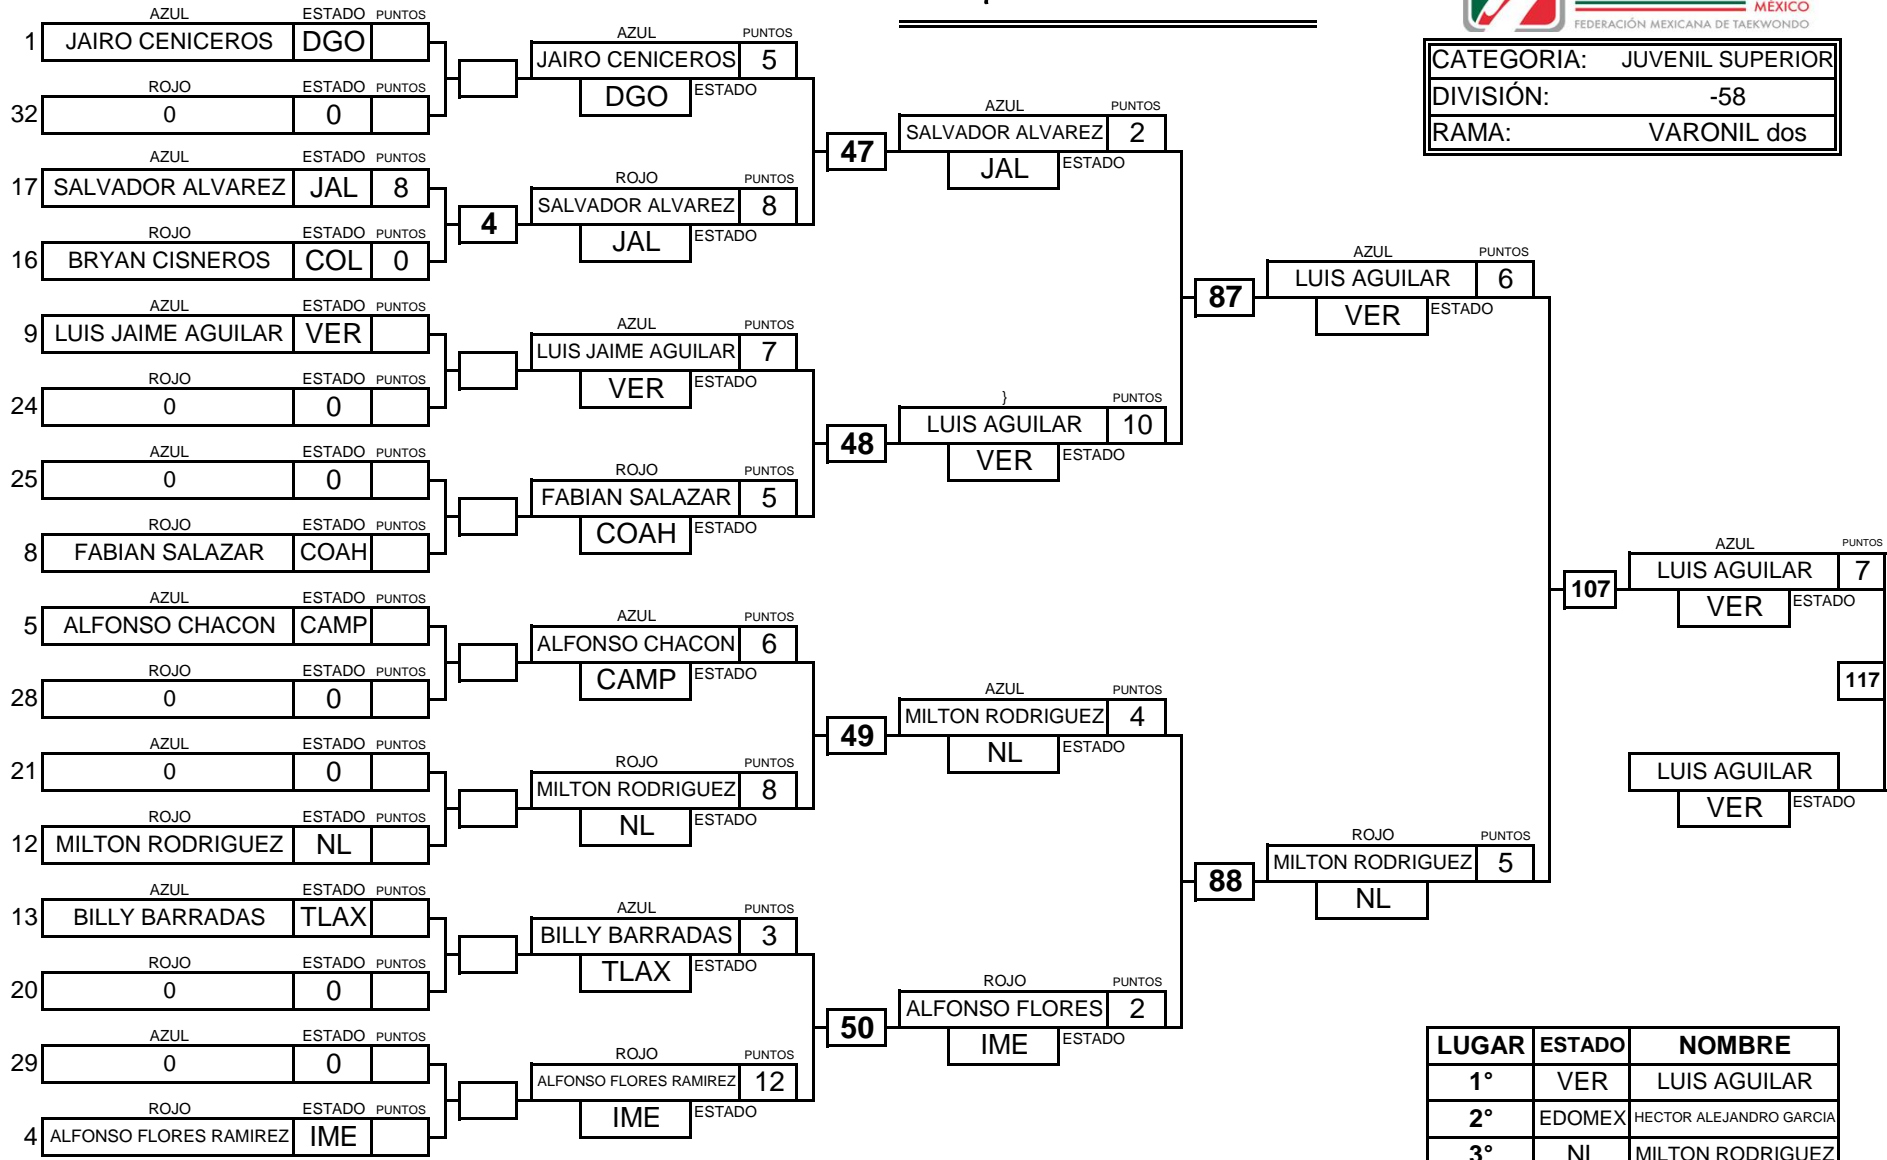 MÉXICO
FEDERACIÓN MEXICANA DE TAEKWONDO
CATEGORIA: JUVENIL SUPERIOR
DIVISIÓN: -58
RAMA: VARONIL dos
AZUL ESTADO PUNTOS
1 JAIRO CENICEROS DGO
ROJO ESTADO PUNTOS
32 0 0
AZUL ESTADO PUNTOS
17 SALVADOR ALVAREZ JAL 8
ROJO ESTADO PUNTOS
16 BRYAN CISNEROS COL 0
AZUL ESTADO PUNTOS
9 LUIS JAIME AGUILAR VER
ROJO ESTADO PUNTOS
24 0 0
AZUL ESTADO PUNTOS
25 0 0
ROJO ESTADO PUNTOS
8 FABIAN SALAZAR COAH
AZUL ESTADO PUNTOS
5 ALFONSO CHACON CAMP
ROJO ESTADO PUNTOS
28 0 0
AZUL ESTADO PUNTOS
21 0 0
ROJO ESTADO PUNTOS
12 MILTON RODRIGUEZ NL
AZUL ESTADO PUNTOS
13 BILLY BARRADAS TLAX
ROJO ESTADO PUNTOS
20 0 0
AZUL ESTADO PUNTOS
29 0 0
ROJO ESTADO PUNTOS
4 ALFONSO FLORES RAMIREZ IME
4
AZUL PUNTOS
JAIRO CENICEROS 5
DGO ESTADO
ROJO PUNTOS
SALVADOR ALVAREZ 8
JAL ESTADO
AZUL PUNTOS
LUIS JAIME AGUILAR 7
VER ESTADO
ROJO PUNTOS
FABIAN SALAZAR 5
COAH ESTADO
AZUL PUNTOS
ALFONSO CHACON 6
CAMP ESTADO
ROJO PUNTOS
MILTON RODRIGUEZ 8
NL ESTADO
AZUL PUNTOS
BILLY BARRADAS 3
TLAX ESTADO
ROJO PUNTOS
ALFONSO FLORES RAMIREZ 12
IME ESTADO
47
48
49
50
AZUL PUNTOS
SALVADOR ALVAREZ 2
JAL ESTADO
} PUNTOS
LUIS AGUILAR 10
VER ESTADO
AZUL PUNTOS
MILTON RODRIGUEZ 4
NL ESTADO
ROJO PUNTOS
ALFONSO FLORES 2
IME ESTADO
87
88
AZUL PUNTOS
LUIS AGUILAR 6
VER ESTADO
ROJO PUNTOS
MILTON RODRIGUEZ 5
NL
107
AZUL PUNTOS
LUIS AGUILAR 7
VER ESTADO
117
LUIS AGUILAR
VER ESTADO
LUGAR ESTADO NOMBRE
1° VER LUIS AGUILAR
2° EDOMEX HECTOR ALEJANDRO GARCIA
3° NL MILTON RODRIGUEZ